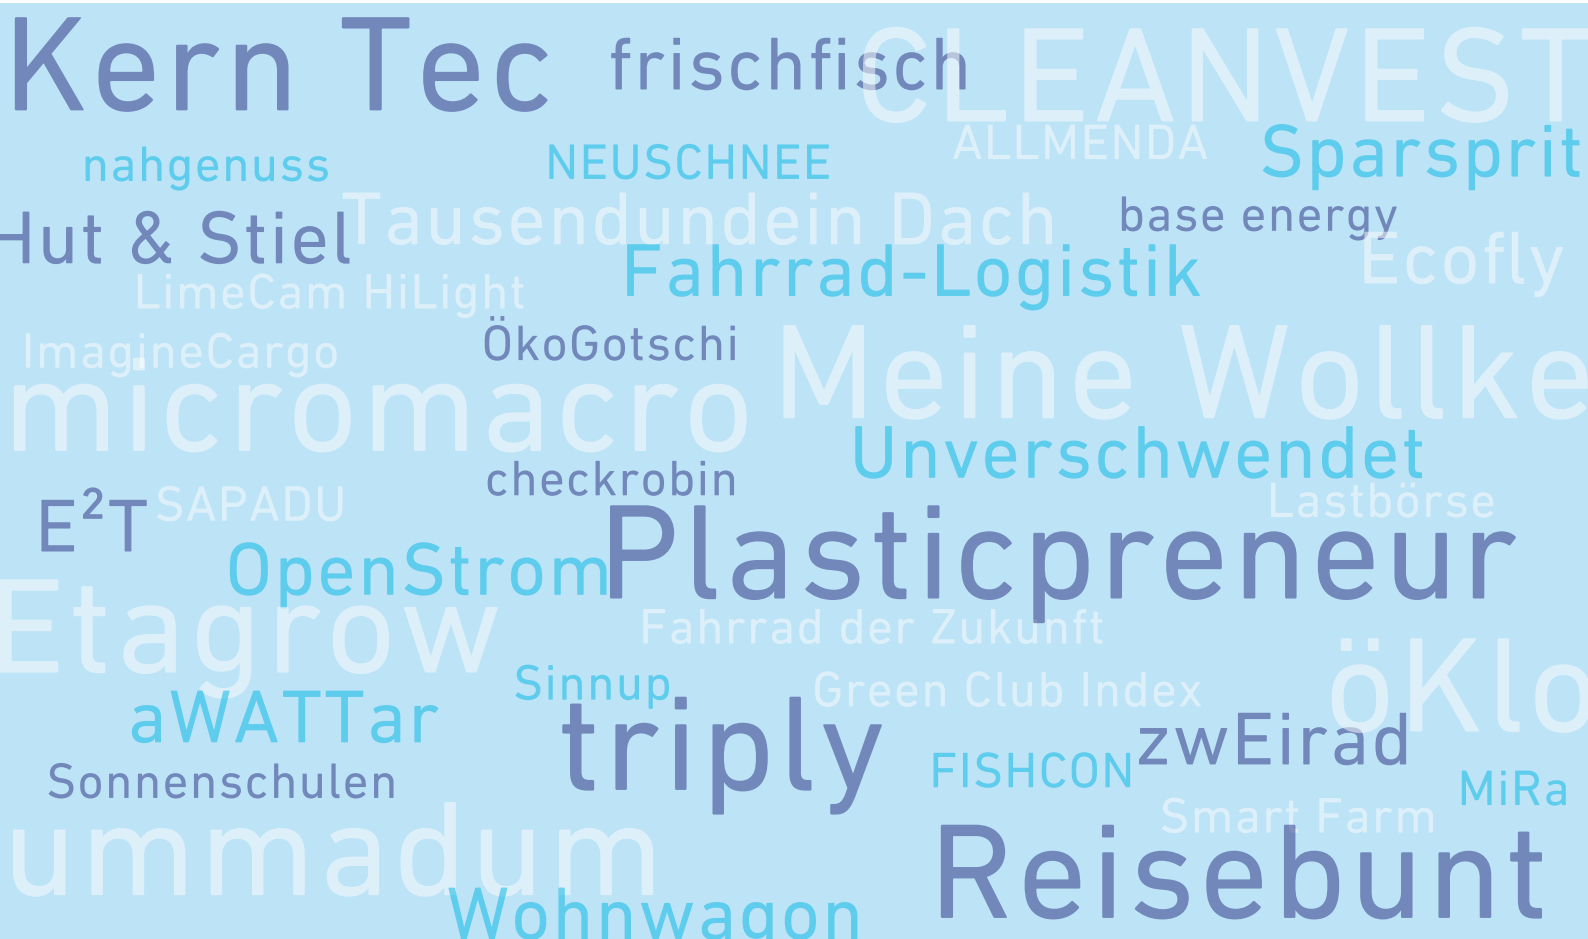 Kern Tec
frischfisch
CLEANVEST
ALLMENDA
Sparsprit
nahgenuss
NEUSCHNEE
Hut & Stiel
Tausendundein Dach
base energy
Fahrrad-Logistik
Ecofly
LimeCam HiLight
ImagineCargo
ÖkoGotschi
Meine Wollke
micromacro
Unverschwendet
checkrobin
E²T
SAPADU
Lastbörse
Plasticpreneur
OpenStrom
Etagrow
Fahrrad der Zukunft
öKlo
Sinnup
Green Club Index
aWATTar
triply
zwEirad
Sonnenschulen
FISHCON
MiRa
Smart Farm
ummadum
Reisebunt
Wohnwagon